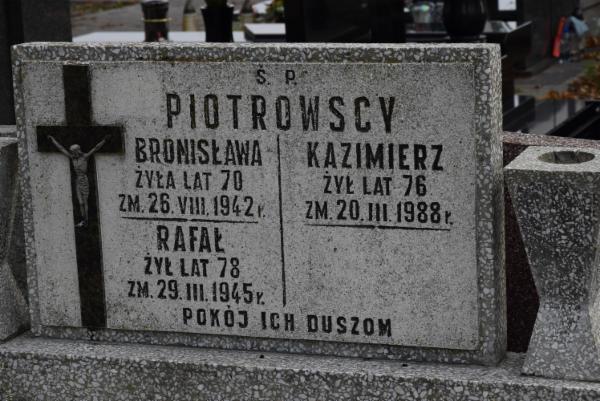 Ś. P.
PIOTROWSCY
BRONISŁAWA
ŻYŁA LAT 70
ZM. 26. VIII. 1942 r.
RAFAŁ
ŻYŁ LAT 78
ZM. 29. III. 1945 r.
KAZIMIERZ
ŻYŁ LAT 76
ZM. 20. III. 1988 r.
POKÓJ ICH DUSZOM